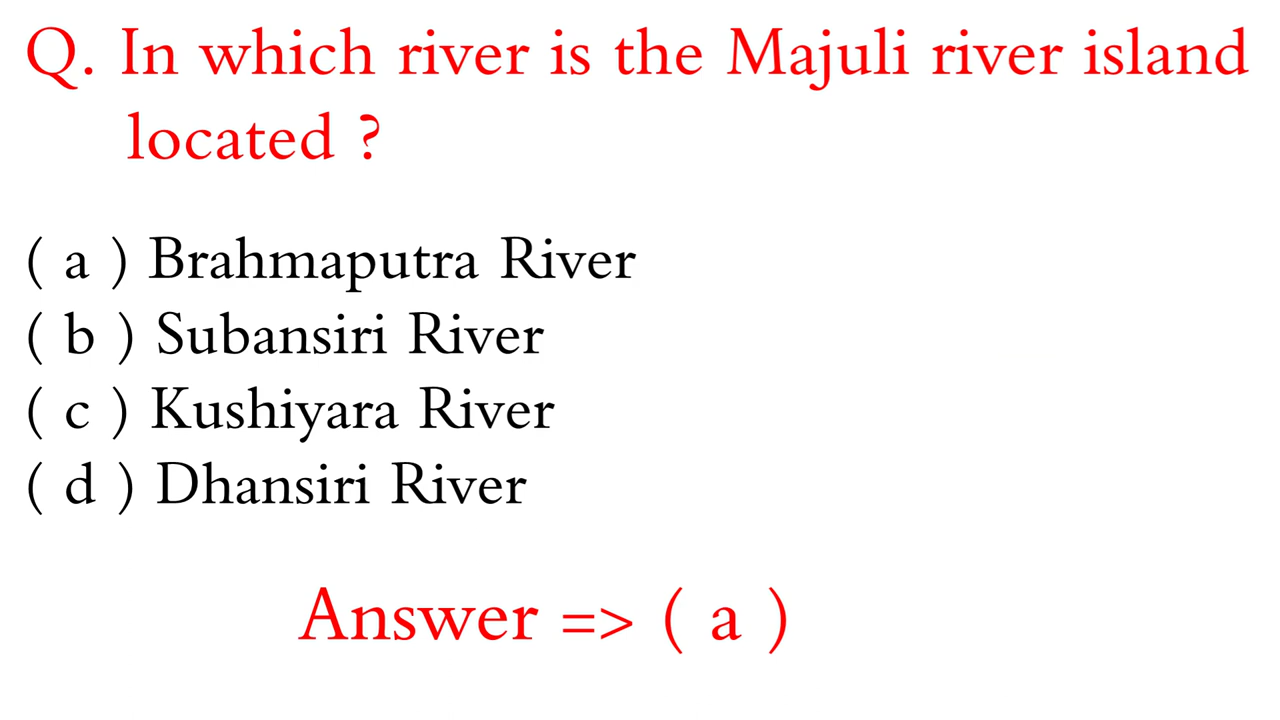 Q. In which river is the Majuli river island
located ?
( a ) Brahmaputra River
( b ) Subansiri River
( c ) Kushiyara River
( d ) Dhansiri River
Answer => ( a )